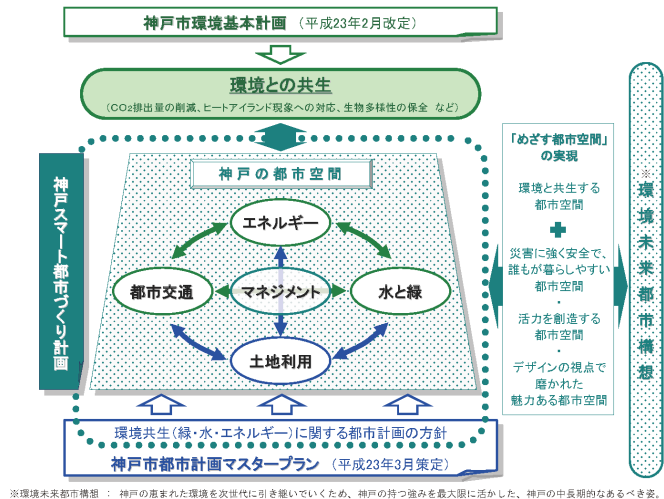 神戸市環境基本計画（平成23年2月改定）
環境との共生
（CO2排出量の削減、ヒートアイランド現象への対応、生物多様性の保全 など）
神戸スマート都市づくり計画
神戸の都市空間
エネルギー
都市交通
マネジメント
水と緑
土地利用
環境共生（緑・水・エネルギー）に関する都市計画の方針
神戸市都市計画マスタープラン（平成23年3月策定）
「めざす都市空間」
の実現
環境と共生する
都市空間
災害に強く安全で、
誰もが暮らしやすい
都市空間
・
活力を創造する
都市空間
・
デザインの視点で
磨かれた
魅力ある都市空間
※環境未来都市構想
※環境未来都市構想 ： 神戸の恵まれた環境を次世代に引き継いでいくため、神戸の持つ強みを最大限に活かした、神戸の中長期的なあるべき姿。